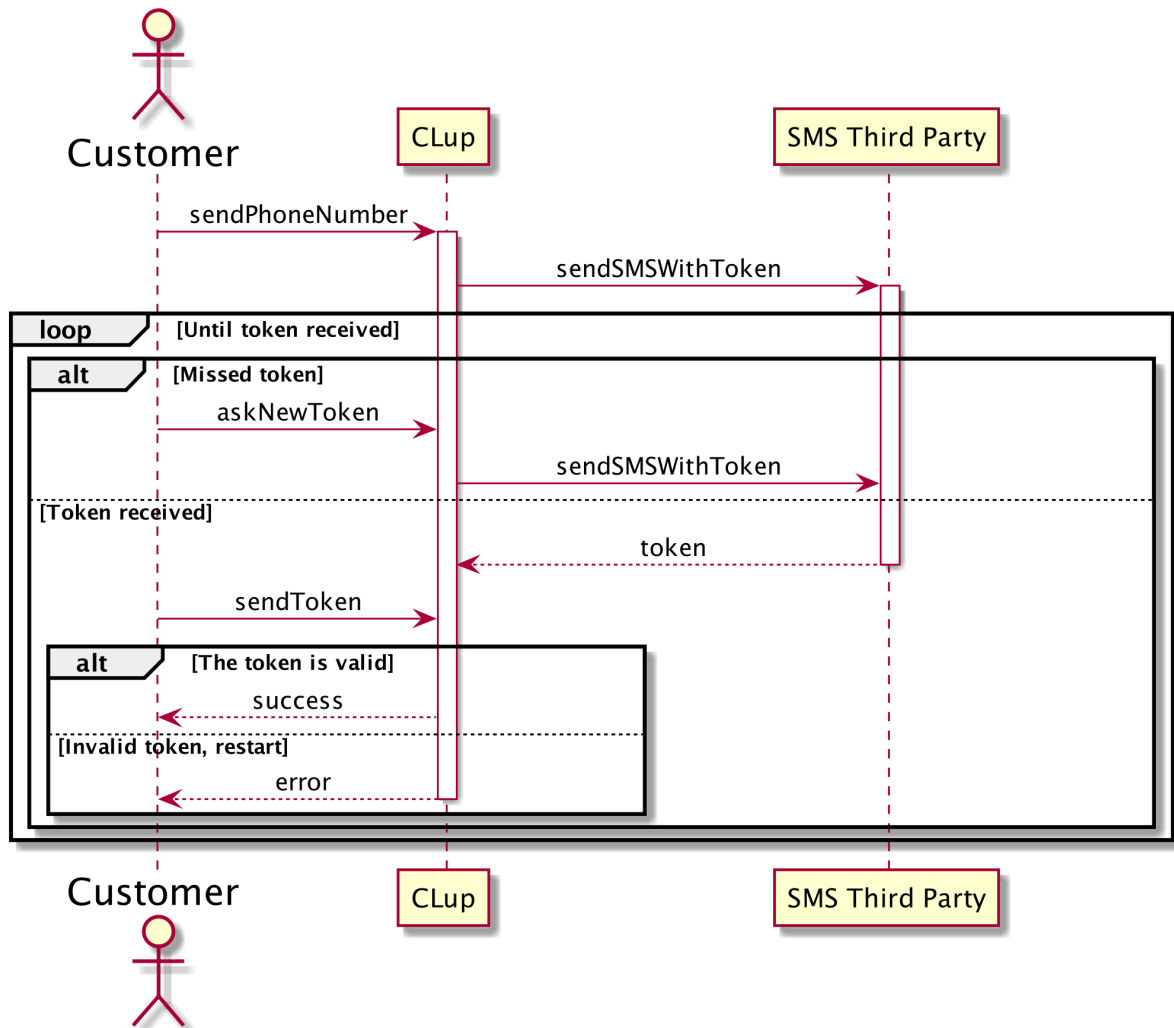 Customer
CLup
SMS Third Party
sendPhoneNumber
sendSMSWithToken
loop
[Until token received]
alt
[Missed token]
askNewToken
sendSMSWithToken
[Token received]
token
sendToken
alt
[The token is valid]
success
[Invalid token, restart]
error
Customer
CLup
SMS Third Party